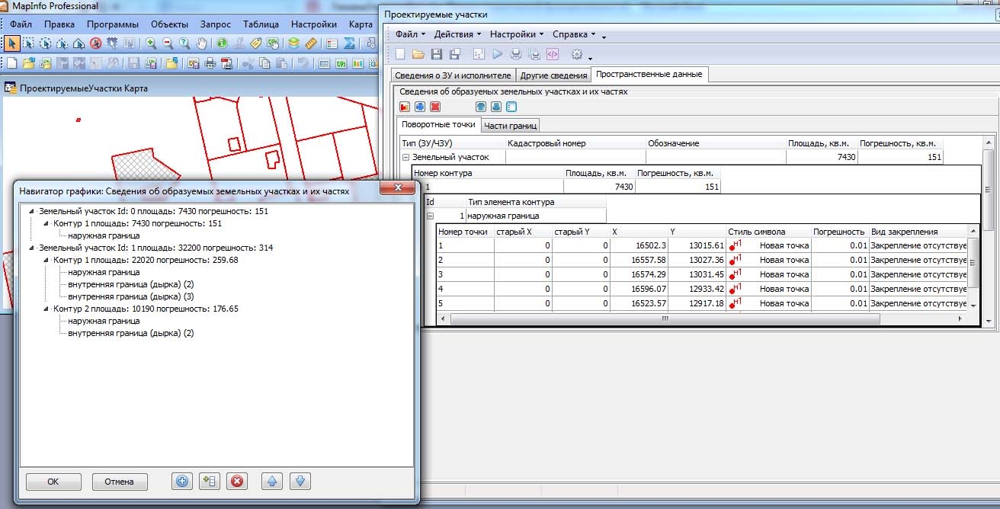 MapInfo Professional
Файл Правка Программы Объекты Запрос Таблица Настройки Карта
ПроектируемыеУчастки Карта
Проектируемые участки
Файл Действия Настройки Справка
Сведения о ЗУ и исполнителе Другие сведения Пространственные данные
Сведения об образуемых земельных участках и их частях
Поворотные точки Части границ
Тип (ЗУ/ЧЗУ) Кадастровый номер Обозначение Площадь, кв.м. Погрешность, кв.м.
Земельный участок 7430 151
Номер контура Площадь, кв.м. Погрешность, кв.м.
1 7430 151
Id Тип элемента контура
1 наружная граница
Номер точки старый X старый Y X Y Стиль символа Погрешность Вид закрепления
1 0 0 16502.3 13015.61 н1 Новая точка 0.01 Закрепление отсутствуе
2 0 0 16557.58 13027.36 н1 Новая точка 0.01 Закрепление отсутствуе
3 0 0 16574.29 13031.45 н1 Новая точка 0.01 Закрепление отсутствуе
4 0 0 16596.07 12933.42 н1 Новая точка 0.01 Закрепление отсутствуе
5 0 0 16523.57 12917.18 н1 Новая точка 0.01 Закрепление отсутствуе
Навигатор графики: Сведения об образуемых земельных участках и их частях
Земельный участок Id: 0 площадь: 7430 погрешность: 151
Контур 1 площадь: 7430 погрешность: 151
наружная граница
Земельный участок Id: 1 площадь: 32200 погрешность: 314
Контур 1 площадь: 22020 погрешность: 259.68
наружная граница
внутренняя граница (дырка) (2)
внутренняя граница (дырка) (3)
Контур 2 площадь: 10190 погрешность: 176.65
наружная граница
внутренняя граница (дырка) (2)
OK Отмена